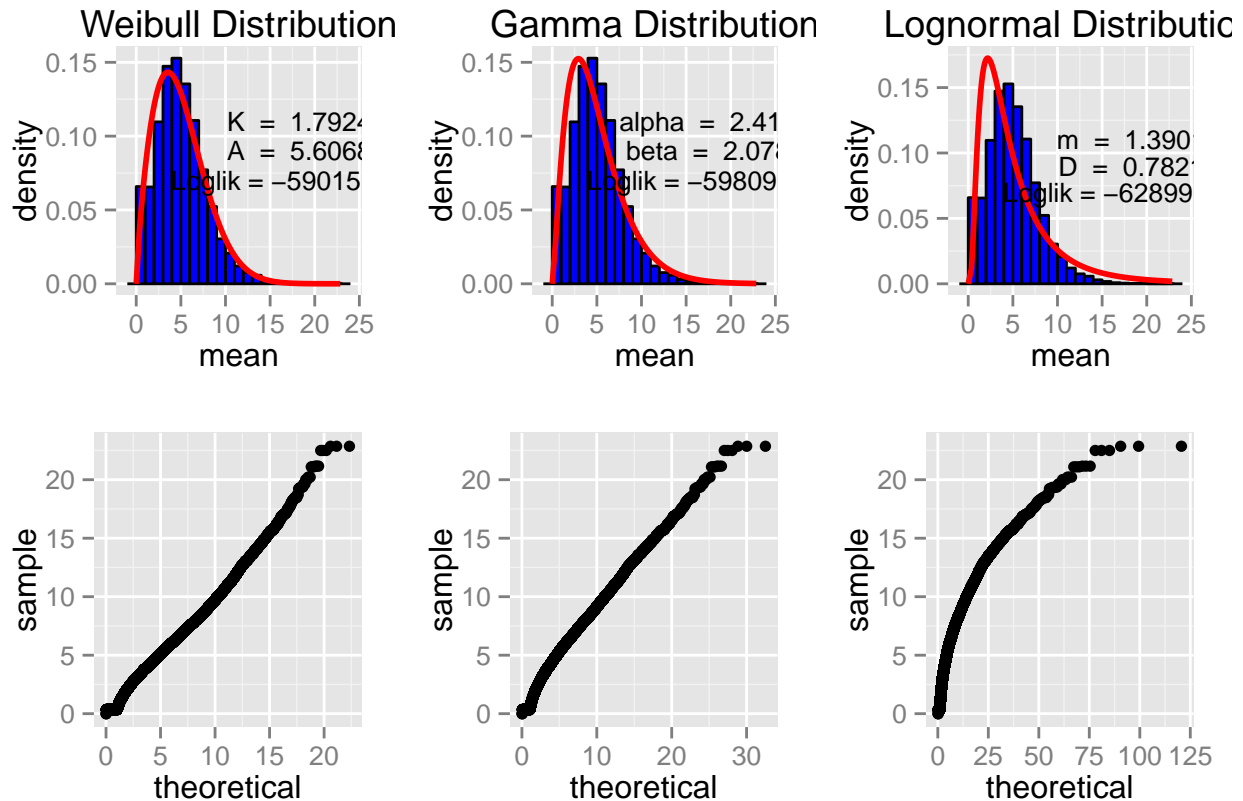 Weibull Distribution
0.15
0.10
0.05
0.00
density
K = 1.7924
A = 5.6068
Loglik = −59015
0 5 10 15 20 25
mean
Gamma Distribution
0.15
0.10
0.05
0.00
density
alpha = 2.41
beta = 2.078
Loglik = −59809
0 5 10 15 20 25
mean
Lognormal Distributio
0.15
0.10
0.05
0.00
density
m = 1.390
D = 0.782
Loglik = −62899
0 5 10 15 20 25
mean
20
15
10
5
0
sample
0 5 10 15 20
theoretical
20
15
10
5
0
sample
0 10 20 30
theoretical
20
15
10
5
0
sample
0 25 50 75 100 125
theoretical